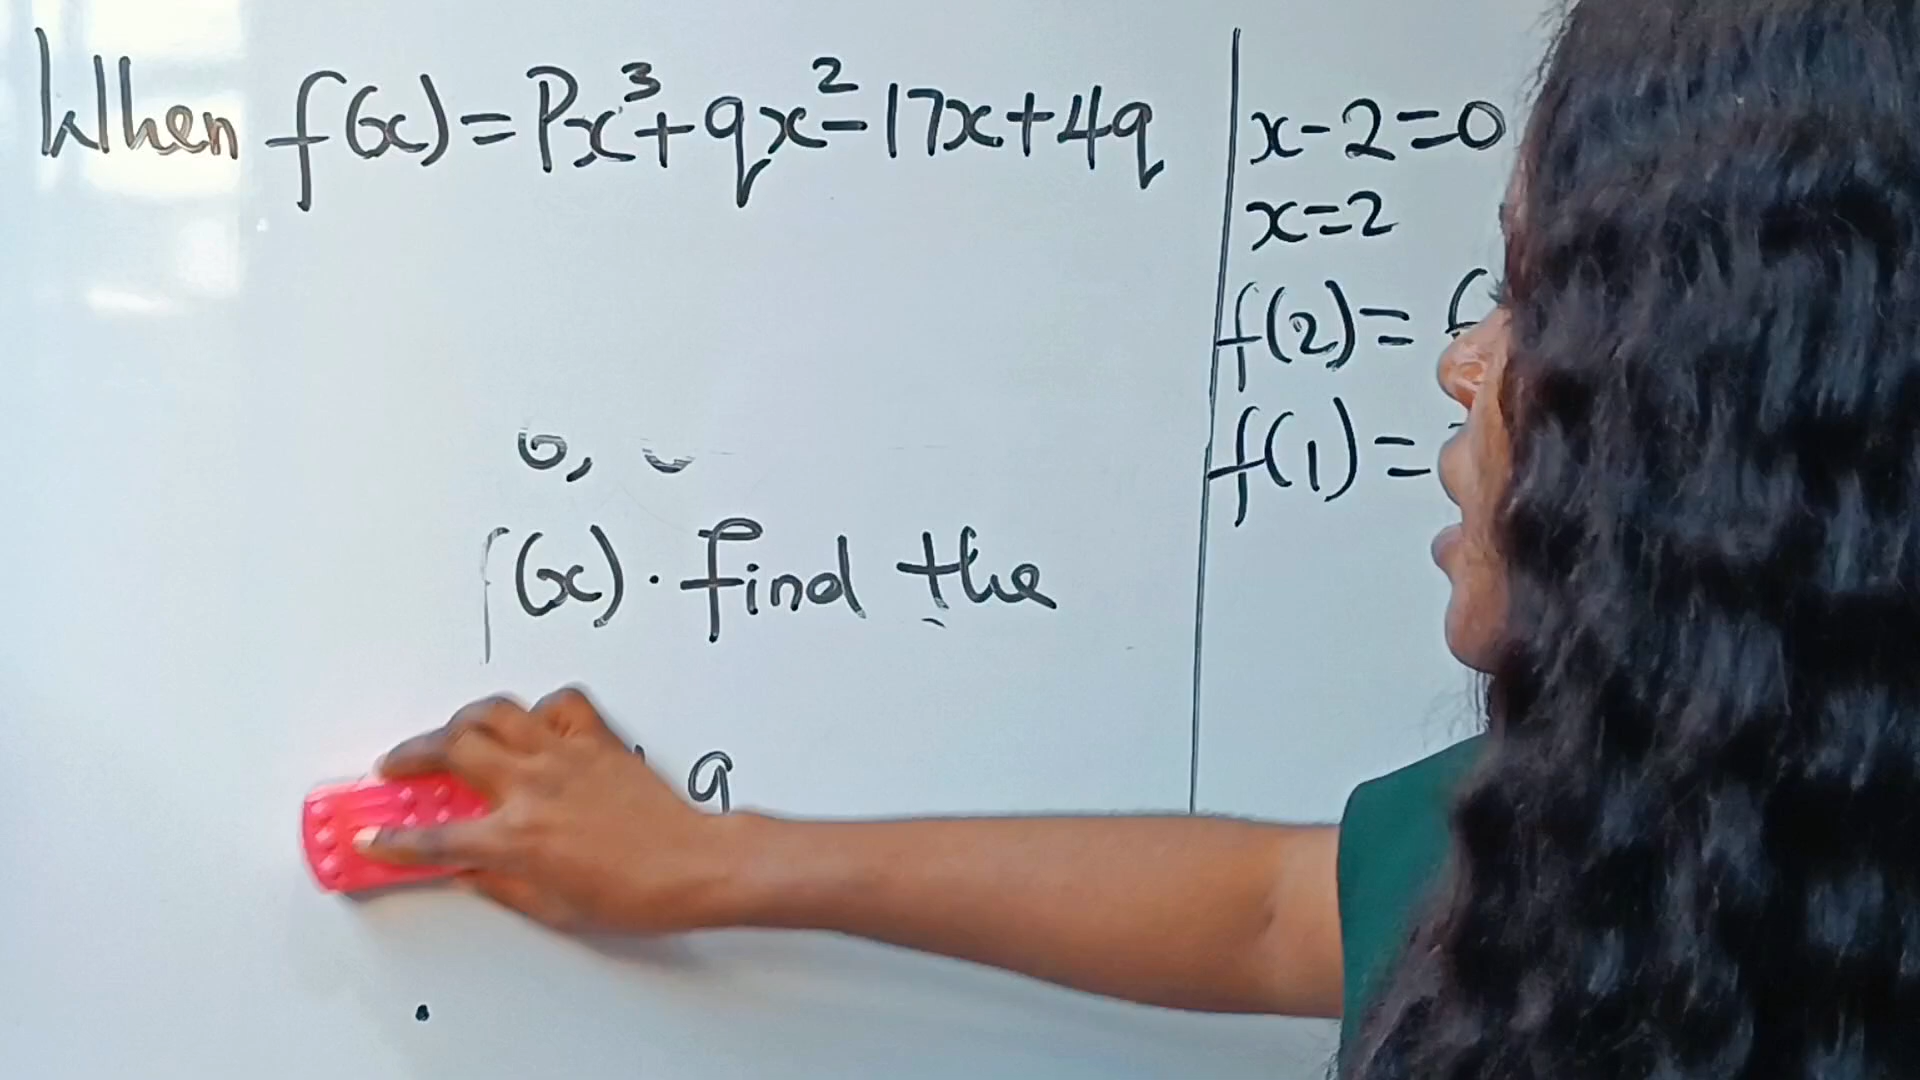 When f(x)=Px³+qx²-17x+4q
f(x). find the
q
x-2=0
x=2
f(2)=
f(1)=